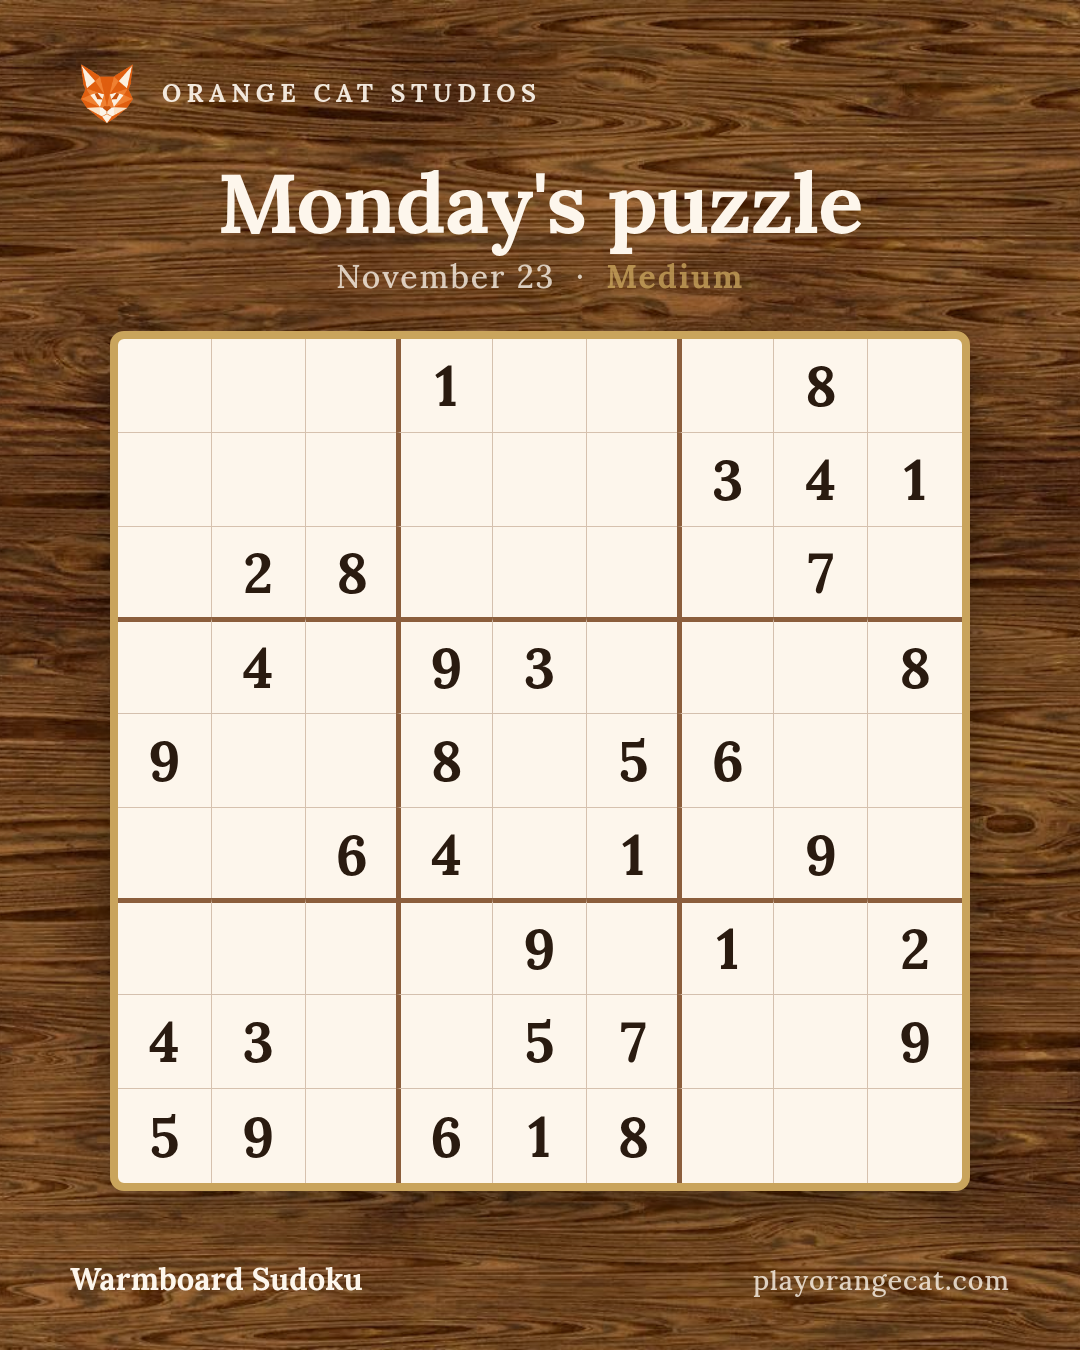 ORANGE CAT STUDIOS
Monday's puzzle
November 23 · Medium
1 8
3 4 1
2 8 7
4 9 3 8
9 8 5 6
6 4 1 9
9 1 2
4 3 5 7 9
5 9 6 1 8
Warmboard Sudoku
playorangecat.com